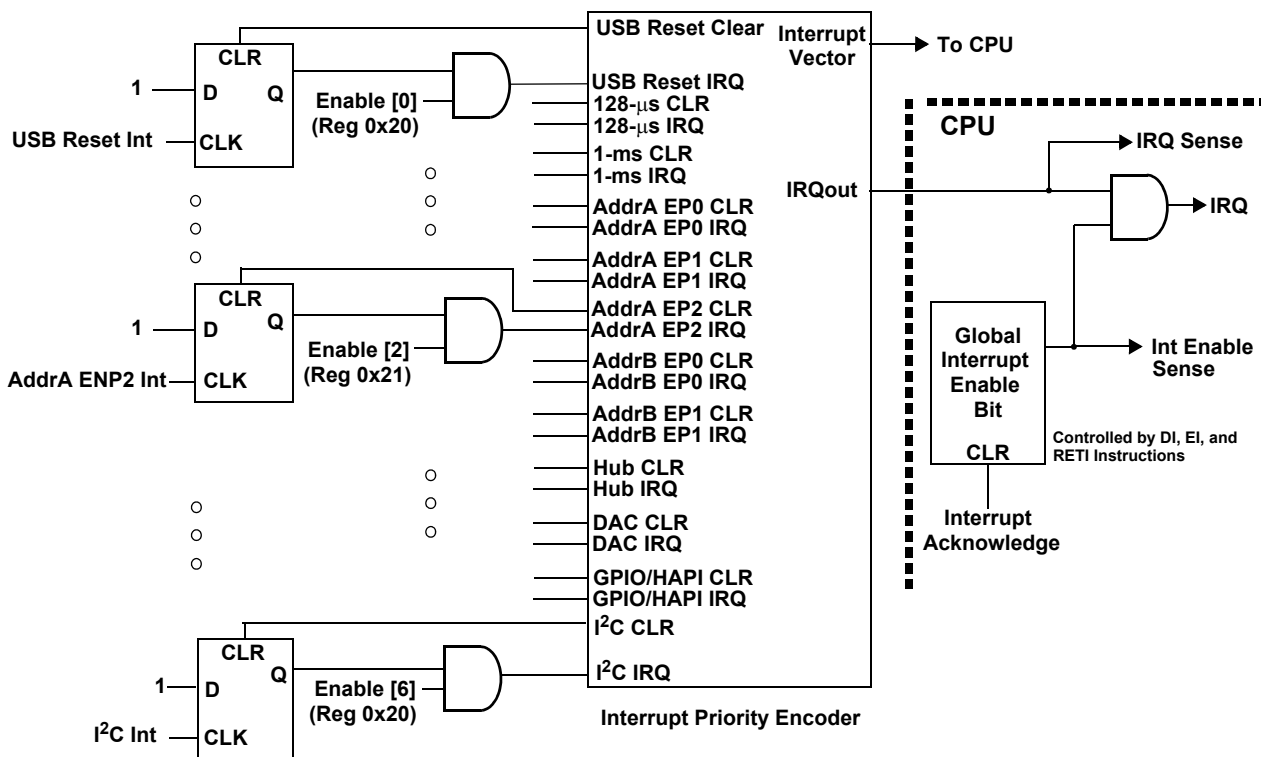 CLR
D
Q
CLK
1
USB Reset Int
Enable [0]
(Reg 0x20)
USB Reset Clear
USB Reset IRQ
128-μs CLR
128-μs IRQ
1-ms CLR
1-ms IRQ
AddrA EP0 CLR
AddrA EP0 IRQ
AddrA EP1 CLR
AddrA EP1 IRQ
AddrA EP2 CLR
AddrA EP2 IRQ
AddrB EP0 CLR
AddrB EP0 IRQ
AddrB EP1 CLR
AddrB EP1 IRQ
Hub CLR
Hub IRQ
DAC CLR
DAC IRQ
GPIO/HAPI CLR
GPIO/HAPI IRQ
I²C CLR
I²C IRQ
Interrupt
Vector
To CPU
IRQout
CPU
IRQ Sense
IRQ
Global
Interrupt
Enable
Bit
CLR
Int Enable
Sense
Controlled by DI, EI, and
RETI Instructions
Interrupt
Acknowledge
CLR
D
Q
CLK
1
AddrA ENP2 Int
Enable [2]
(Reg 0x21)
CLR
Q
D
CLK
1
I²C Int
Enable [6]
(Reg 0x20)
Interrupt Priority Encoder